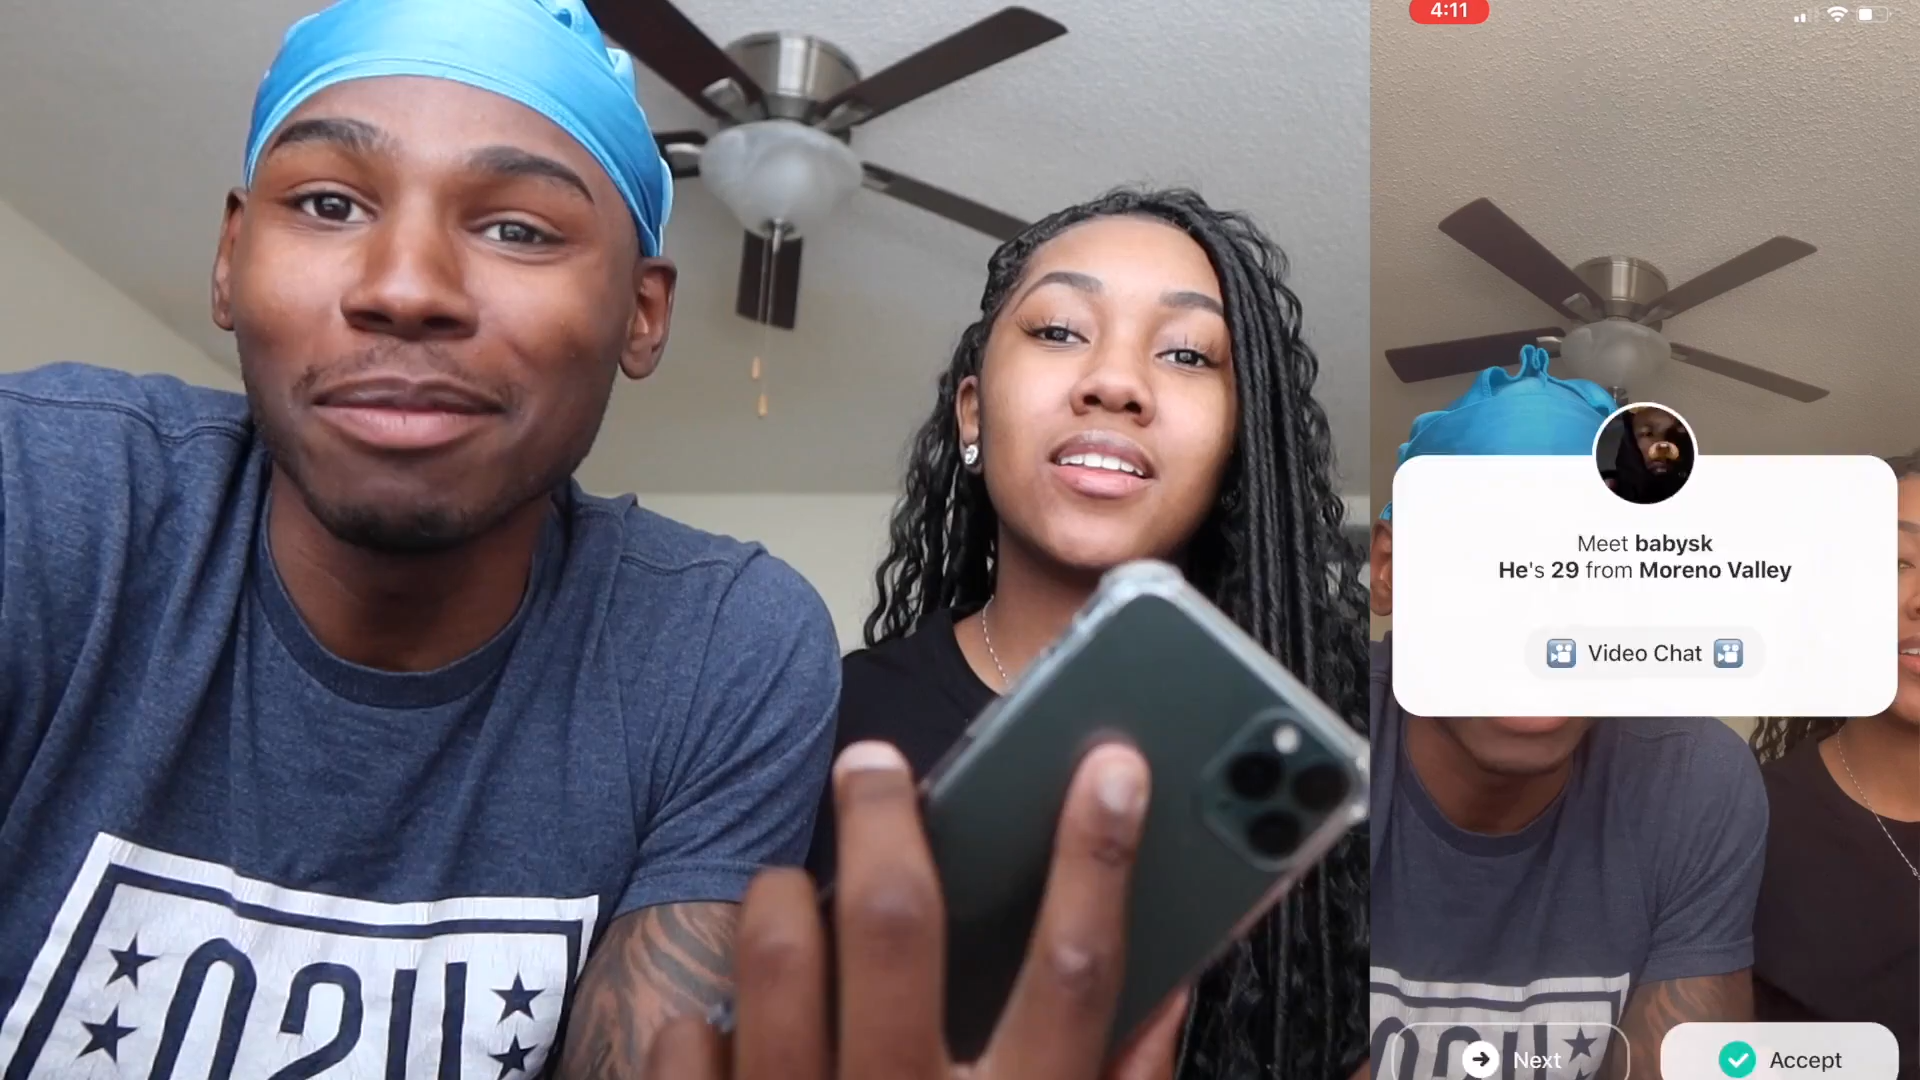 4:11
Meet babysk
He's 29 from Moreno Valley
Video Chat
Next
Accept